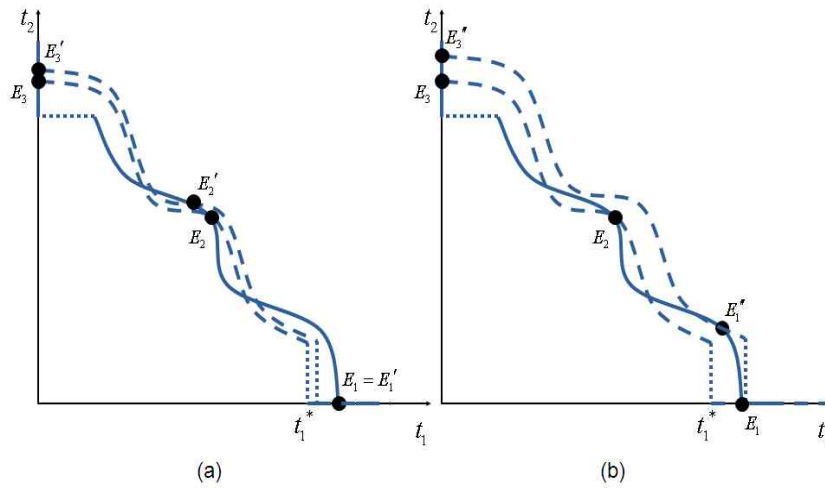 t₂
E₃′
E₃
E₂′
E₂
E₁ = E₁′
t₁*
t₁
(a)
t₂
E₃″
E₃
E₂
E₁″
t₁*
E₁
t
(b)